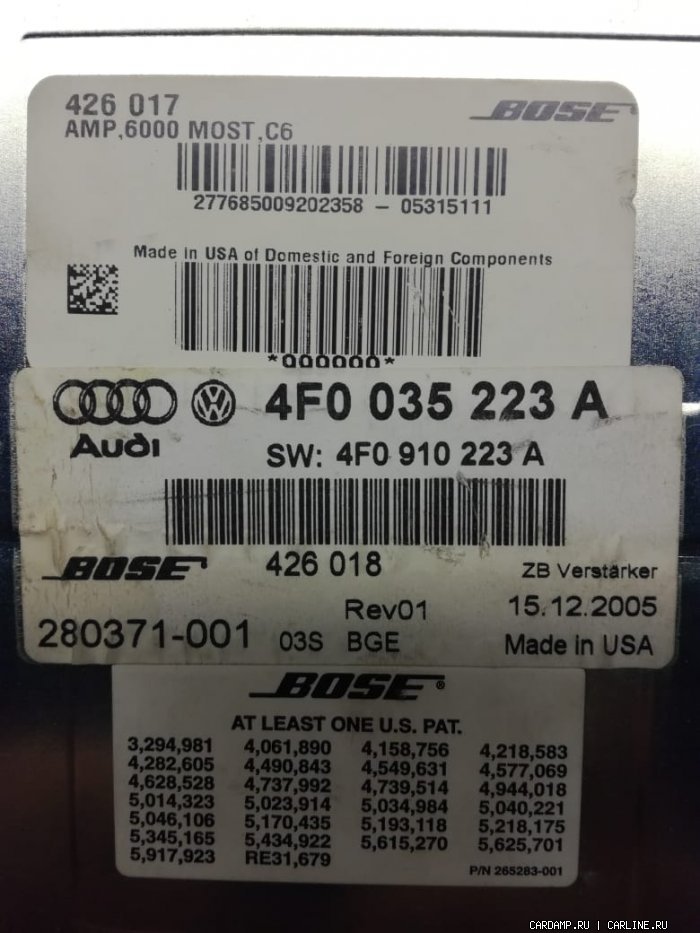 426 017
BOSE
AMP,6000 MOST,C6
277685009202358 – 05315111
Made in USA of Domestic and Foreign Components
*000000*
4F0 035 223 A
Audi
SW: 4F0 910 223 A
BOSE
426 018
ZB Verstärker
Rev01
15.12.2005
280371-001
03S BGE
Made in USA
BOSE®
AT LEAST ONE U.S. PAT.
3,294,981 4,061,890 4,158,756 4,218,583
4,282,605 4,490,843 4,549,631 4,577,069
4,628,528 4,737,992 4,739,514 4,944,018
5,014,323 5,023,914 5,034,984 5,040,221
5,046,106 5,170,435 5,193,118 5,218,175
5,345,165 5,434,922 5,615,270 5,625,701
5,917,923 RE31,679
P/N 265283-001
CARDAMP.RU | CARLINE.RU